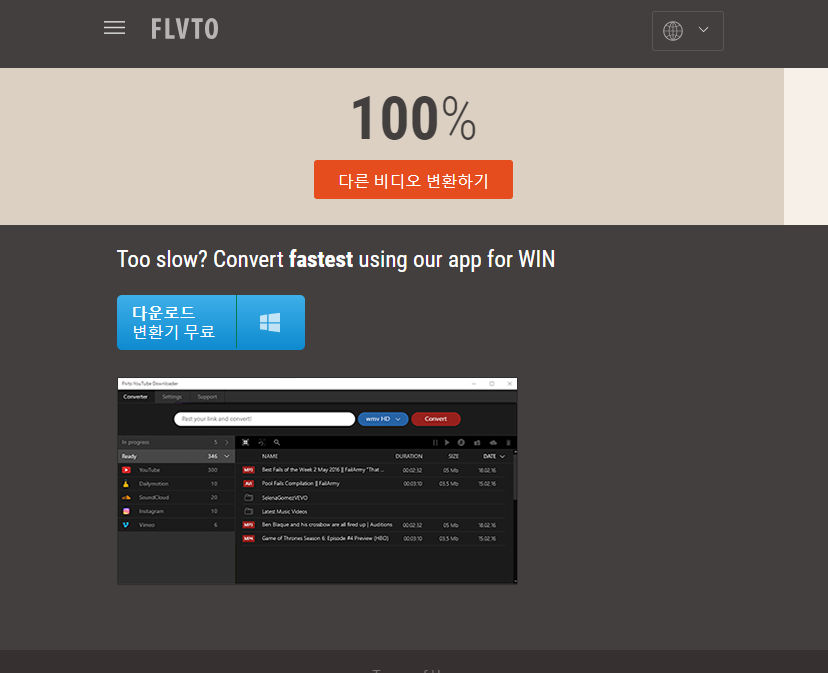 FLVTO
100%
다른 비디오 변환하기
Too slow? Convert fastest using our app for WIN
다운로드
변환기 무료
Flvto YouTube Downloader
Converter Settings Support
Past your link and convert! wmv HD Convert
In progress 5
Ready 346
NAME DURATION SIZE DATE
YouTube 300
Best Fails of the Week 2 May 2016 || FailArmy "That ... 00:02:32 05 Mb 18.02.16
Dailymotion 10
Pool Fails Compilation || FailArmy 00:03:10 03,5 Mb 15.02.16
SoundCloud 20
SelenaGomezVEVO
Instagram 10
Latest Music Videos
Vimeo 6
MP3 Ben Blaque and his crossbow are all fired up | Auditions 00:02:32 05 Mb 18.02.16
MP4 Game of Thrones Season 6: Episode #4 Preview (HBO) 00:03:10 03,5 Mb 15.02.16